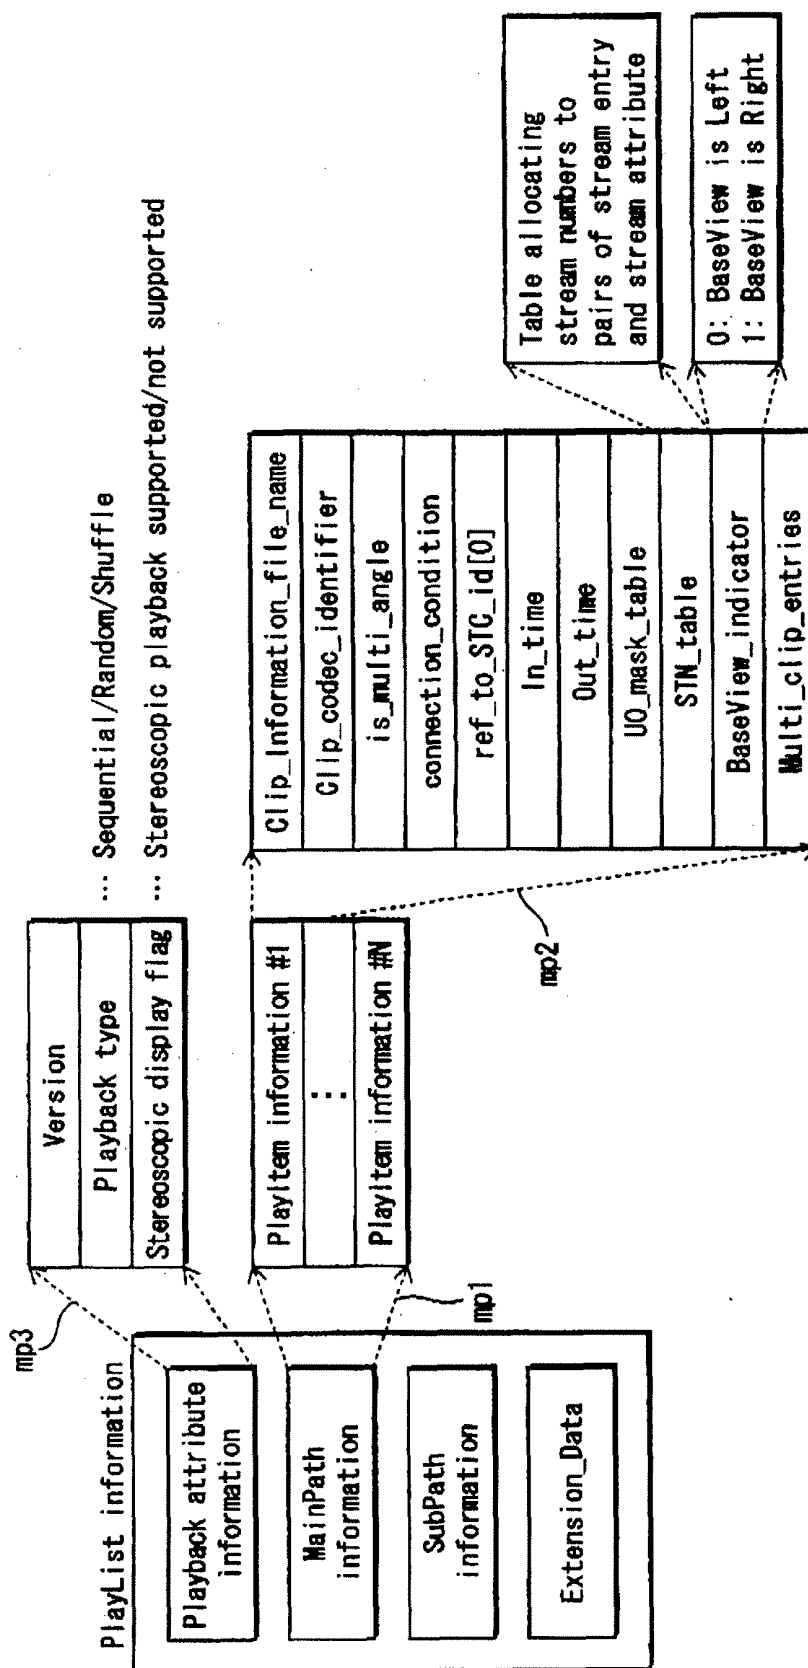 PlayList information
Playback attribute
information
MainPath
information
SubPath
information
Extension_Data
mp3
Version
Playback type
Stereoscopic display flag
... Sequential/Random/Shuffle
... Stereoscopic playback supported/not supported
mp1
PlayItem information #1
...
PlayItem information #N
mp2
Clip_Information_file_name
Clip_codec_identifier
is_multi_angle
connection_condition
ref_to_STC_id[0]
In_time
Out_time
UO_mask_table
STN_table
BaseView_indicator
Multi_clip_entries
Table allocating
stream numbers to
pairs of stream entry
and stream attribute
0: BaseView is Left
1: BaseView is Right